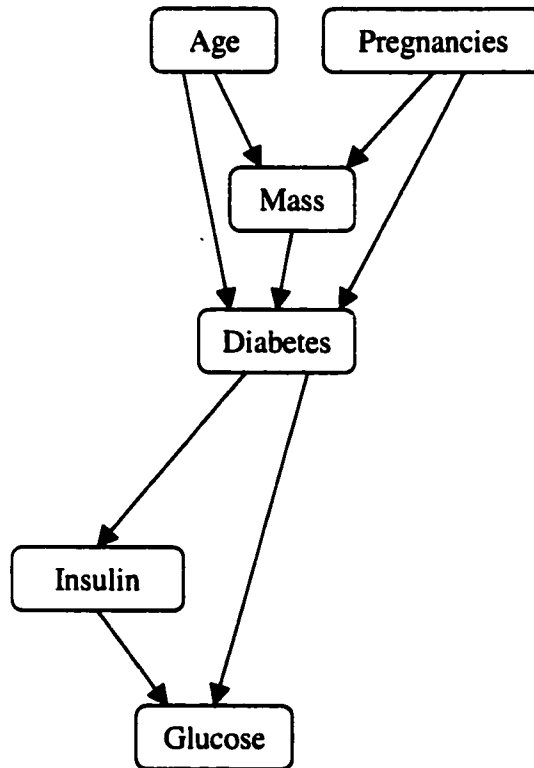 Age
Pregnancies
Mass
Diabetes
Insulin
Glucose